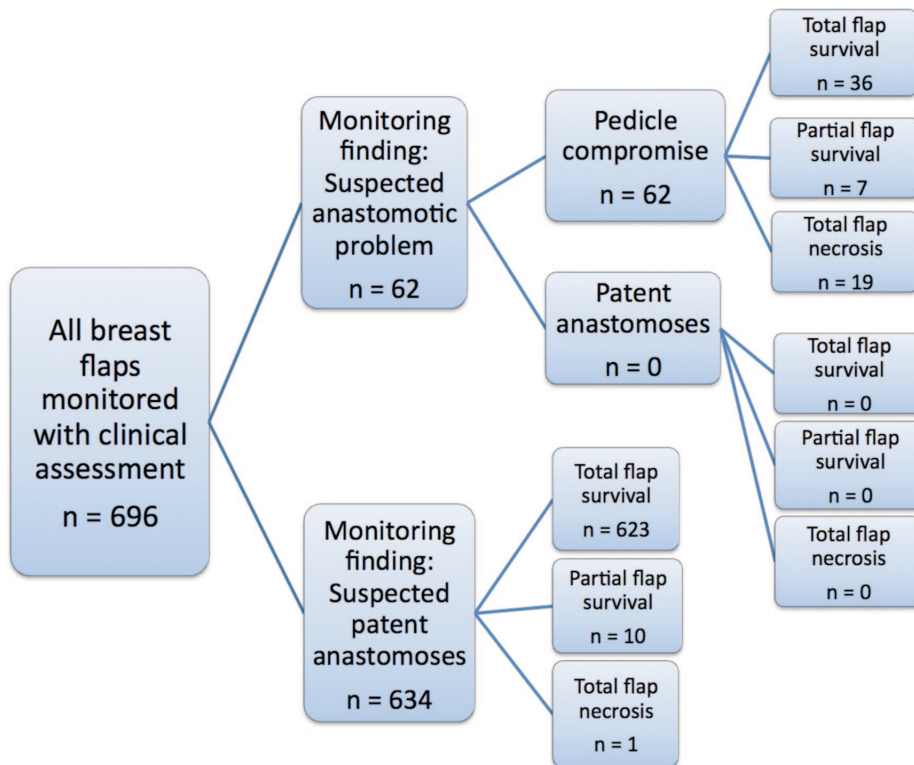 All breast
flaps
monitored
with clinical
assessment
n = 696
Monitoring
finding:
Suspected
anastomotic
problem
n = 62
Pedicle
compromise
n = 62
Total flap
survival
n = 36
Partial flap
survival
n = 7
Total flap
necrosis
n = 19
Patent
anastomoses
n = 0
Total flap
survival
n = 0
Partial flap
survival
n = 0
Total flap
necrosis
n = 0
Monitoring
finding:
Suspected
patent
anastomoses
n = 634
Total flap
survival
n = 623
Partial flap
survival
n = 10
Total flap
necrosis
n = 1